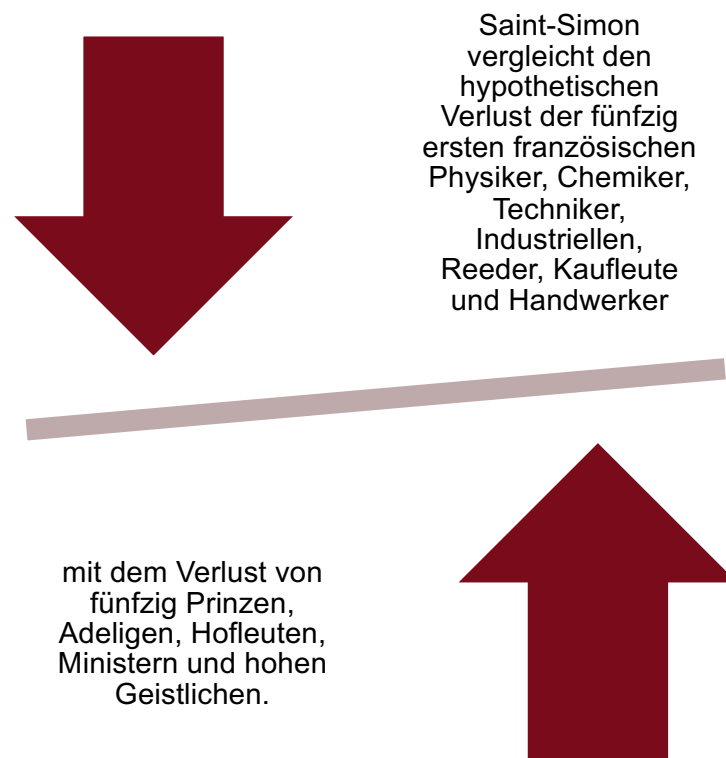 Saint-Simon
vergleicht den
hypothetischen
Verlust der fünfzig
ersten französischen
Physiker, Chemiker,
Techniker,
Industriellen,
Reeder, Kaufleute
und Handwerker
mit dem Verlust von
fünfzig Prinzen,
Adeligen, Hofleuten,
Ministern und hohen
Geistlichen.